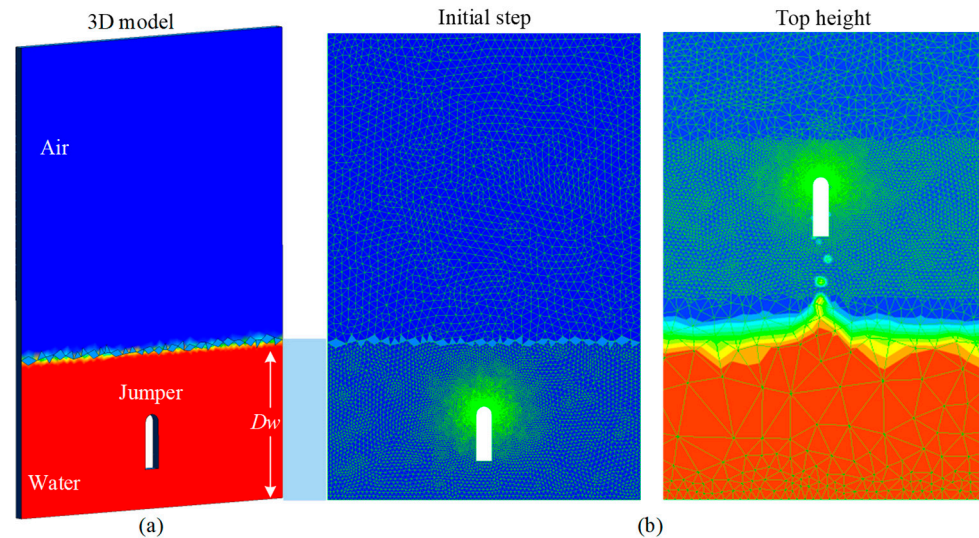 3D model
Initial step
Top height
Air
Jumper
Dw
Water
(a)
(b)